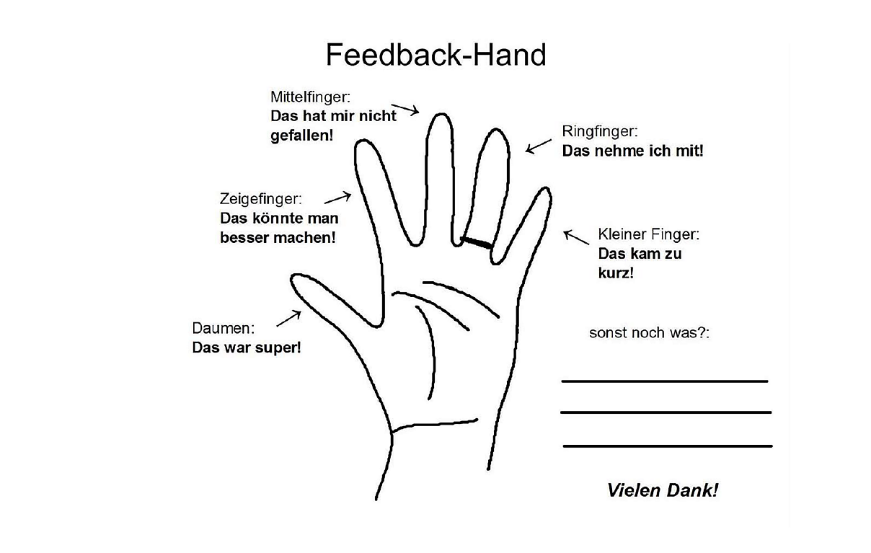 Feedback-Hand
Mittelfinger:
Das hat mir nicht
gefallen!
Ringfinger:
Das nehme ich mit!
Zeigefinger:
Das könnte man
besser machen!
Kleiner Finger:
Das kam zu
kurz!
Daumen:
Das war super!
sonst noch was?:
Vielen Dank!